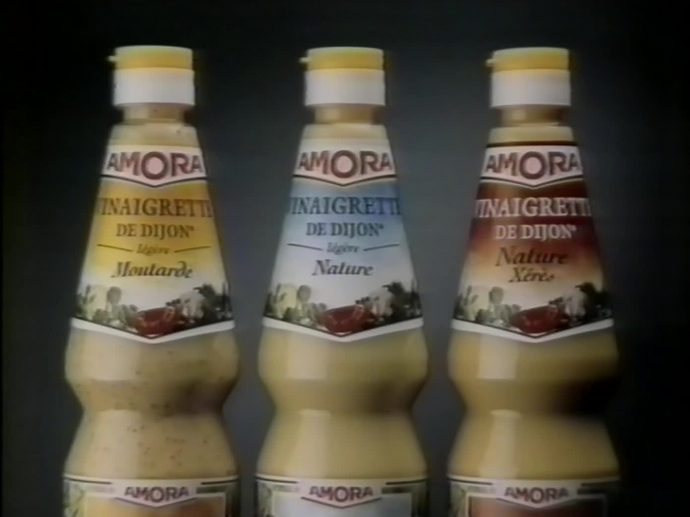 AMORA
VINAIGRETTE
DE DIJON*
légère
Moutarde
AMORA
AMORA
VINAIGRETTE
DE DIJON*
légère
Nature
AMORA
AMORA
VINAIGRETTE
DE DIJON*
Nature
Xérès
AMORA